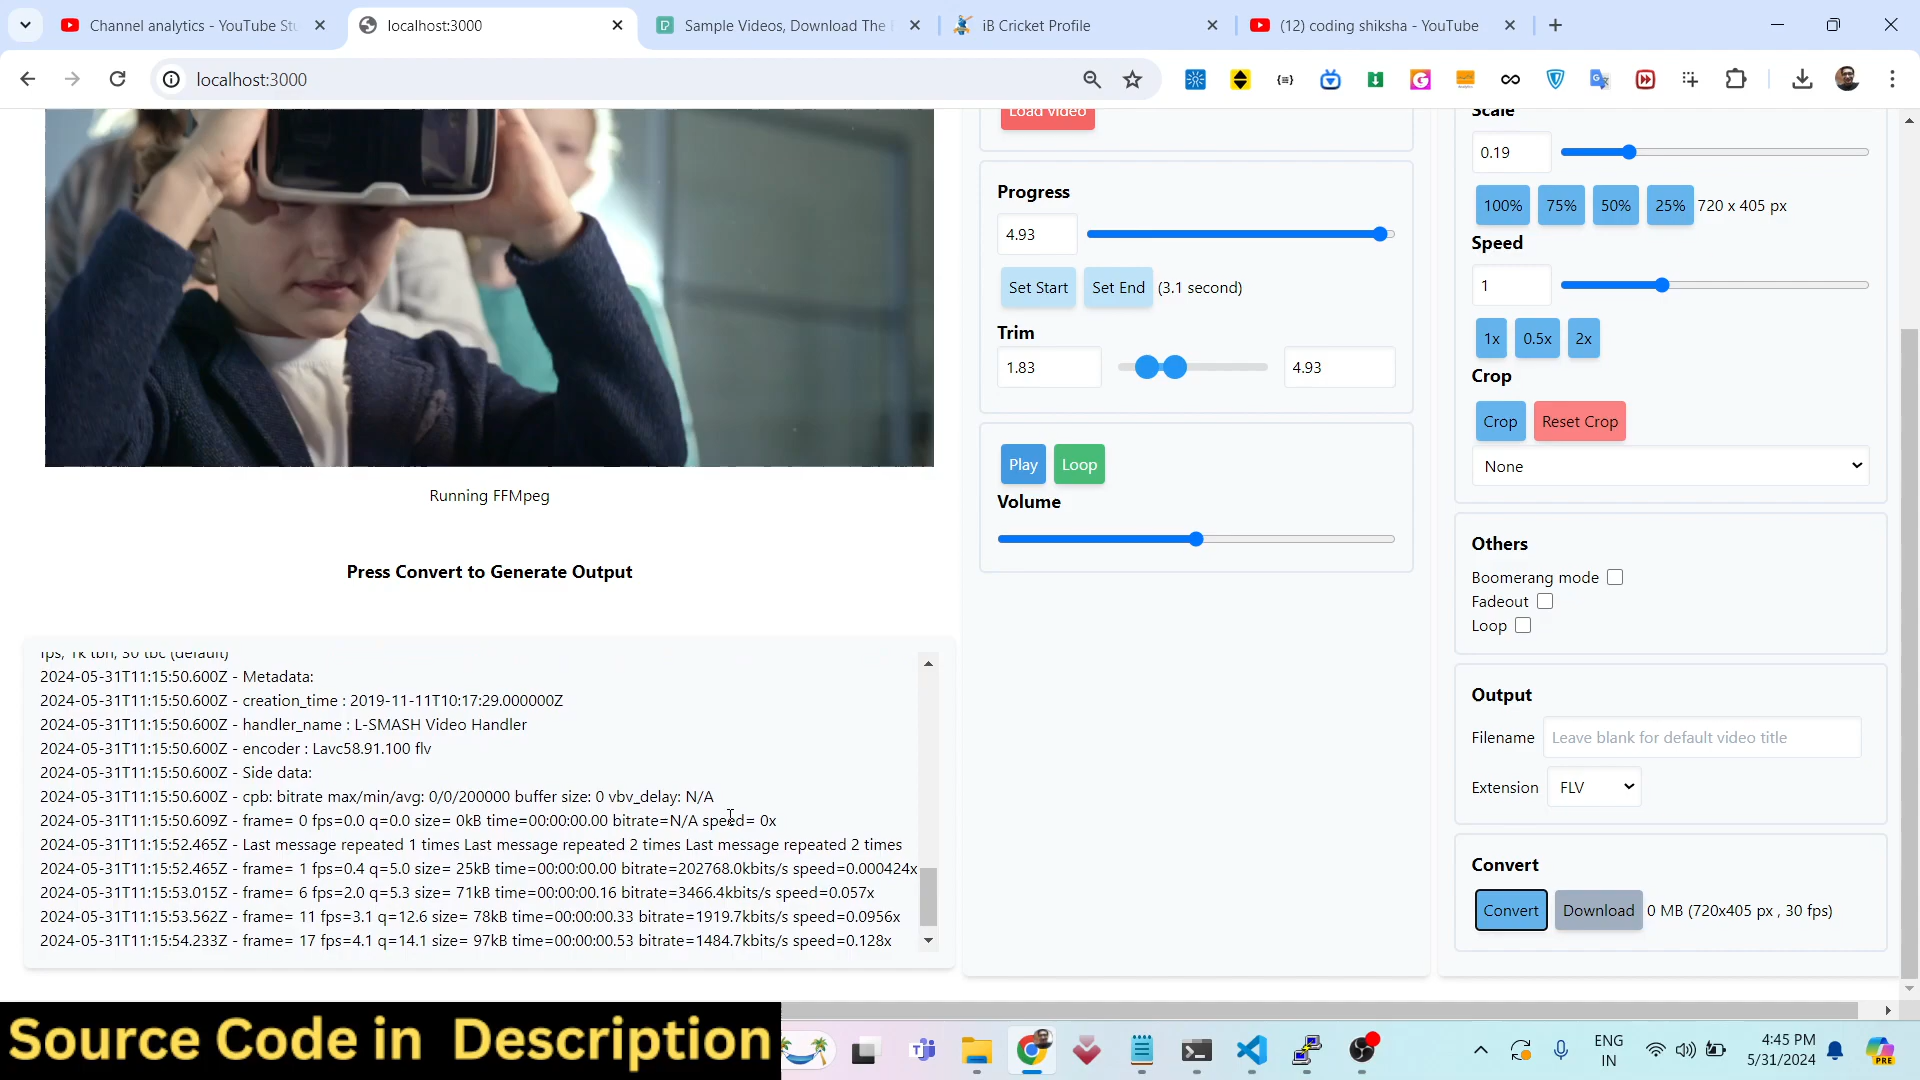 Channel analytics - YouTube Stu
localhost:3000
Sample Videos, Download The
iB Cricket Profile
(12) coding shiksha - YouTube
localhost:3000
Load Video
Progress
4.93
Set Start
Set End
(3.1 second)
Trim
1.83
4.93
Play
Loop
Volume
Scale
0.19
100%
75%
50%
25%
720 x 405 px
Speed
1
1x
0.5x
2x
Crop
Crop
Reset Crop
None
Others
Boomerang mode
Fadeout
Loop
Output
Filename
Leave blank for default video title
Extension
FLV
Convert
Convert
Download
0 MB (720x405 px , 30 fps)
Running FFMpeg
Press Convert to Generate Output
fps, 1k tbn, 30 tbc (default)
2024-05-31T11:15:50.600Z - Metadata:
2024-05-31T11:15:50.600Z - creation_time : 2019-11-11T10:17:29.000000Z
2024-05-31T11:15:50.600Z - handler_name : L-SMASH Video Handler
2024-05-31T11:15:50.600Z - encoder : Lavc58.91.100 flv
2024-05-31T11:15:50.600Z - Side data:
2024-05-31T11:15:50.600Z - cpb: bitrate max/min/avg: 0/0/200000 buffer size: 0 vbv_delay: N/A
2024-05-31T11:15:50.609Z - frame= 0 fps=0.0 q=0.0 size= 0kB time=00:00:00.00 bitrate=N/A speed= 0x
2024-05-31T11:15:52.465Z - Last message repeated 1 times Last message repeated 2 times Last message repeated 2 times
2024-05-31T11:15:52.465Z - frame= 1 fps=0.4 q=5.0 size= 25kB time=00:00:00.00 bitrate=202768.0kbits/s speed=0.000424x
2024-05-31T11:15:53.015Z - frame= 6 fps=2.0 q=5.3 size= 71kB time=00:00:00.16 bitrate=3466.4kbits/s speed=0.057x
2024-05-31T11:15:53.562Z - frame= 11 fps=3.1 q=12.6 size= 78kB time=00:00:00.33 bitrate=1919.7kbits/s speed=0.0956x
2024-05-31T11:15:54.233Z - frame= 17 fps=4.1 q=14.1 size= 97kB time=00:00:00.53 bitrate=1484.7kbits/s speed=0.128x
Source Code in Description
ENG
IN
4:45 PM
5/31/2024
PRE